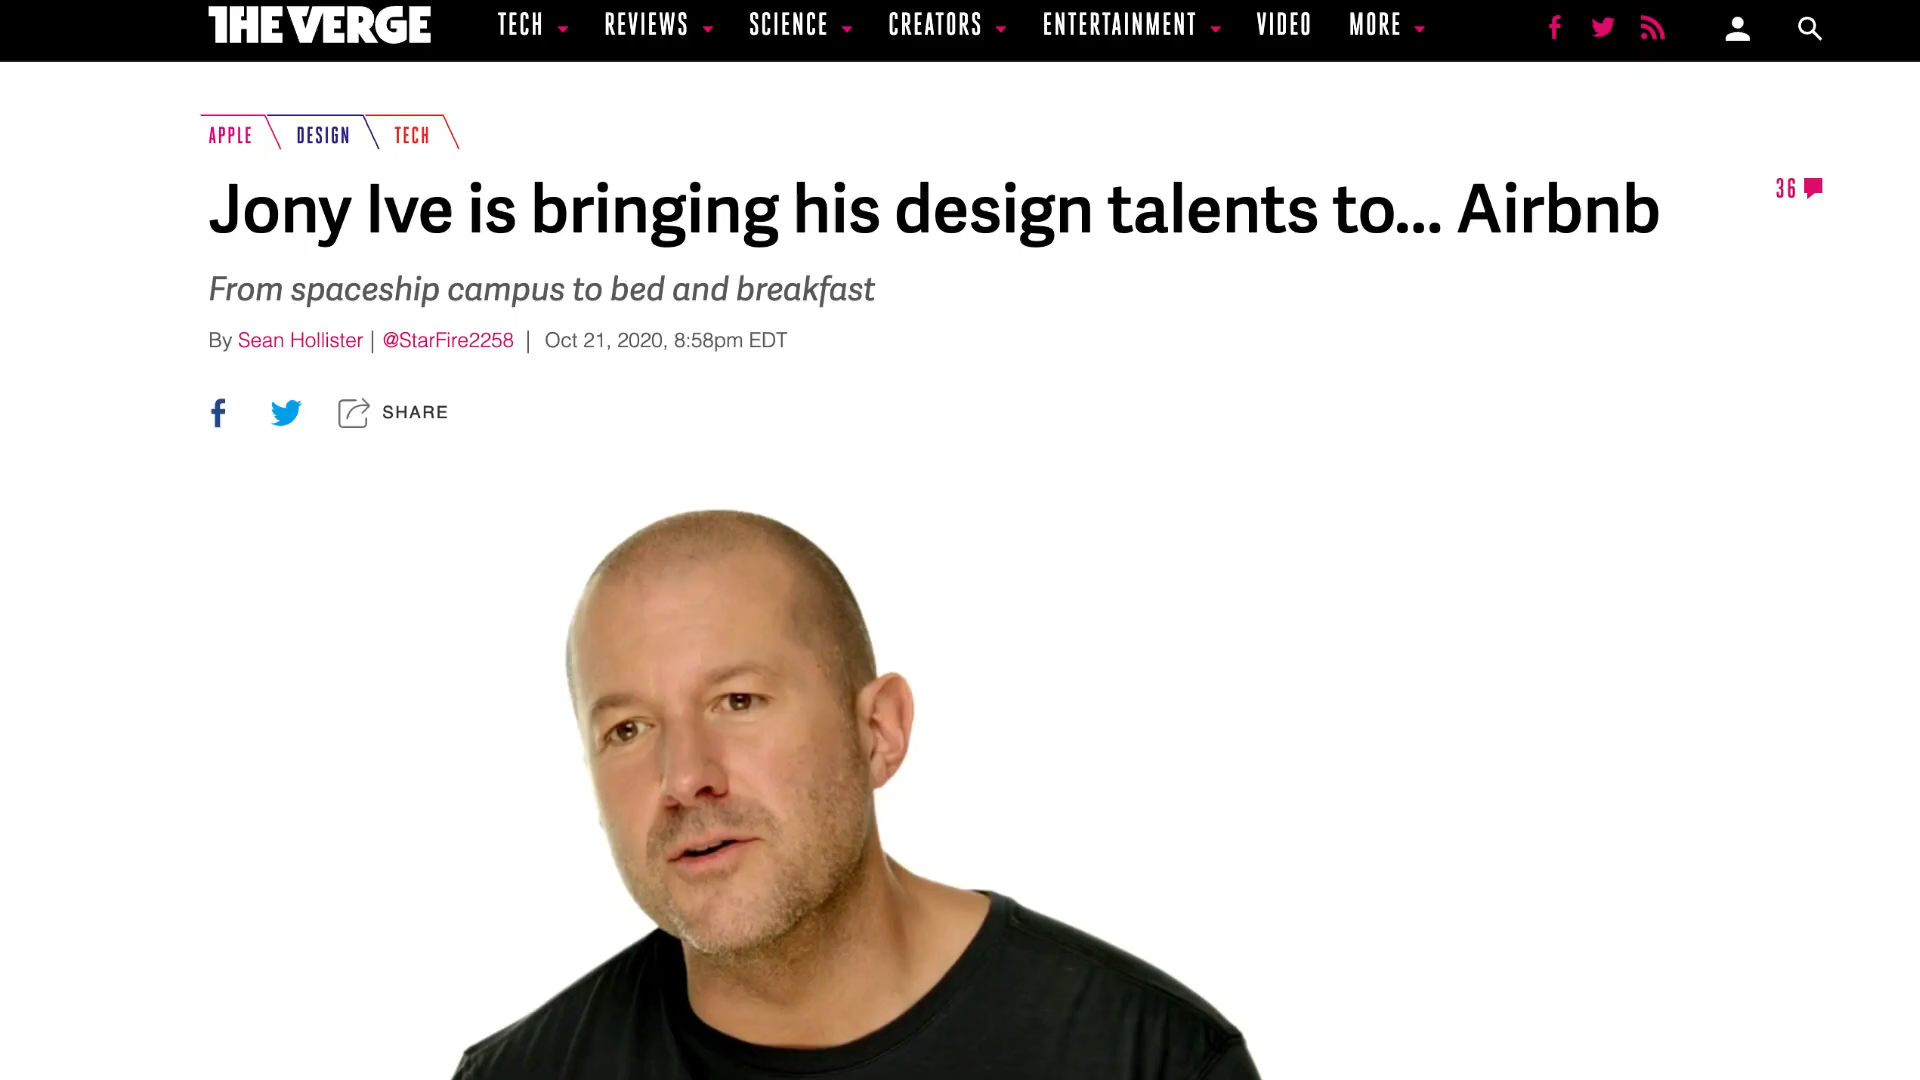 THE VERGE
TECH REVIEWS SCIENCE CREATORS ENTERTAINMENT VIDEO MORE
APPLE DESIGN TECH
Jony Ive is bringing his design talents to... Airbnb
36
From spaceship campus to bed and breakfast
By Sean Hollister | @StarFire2258 | Oct 21, 2020, 8:58pm EDT
SHARE